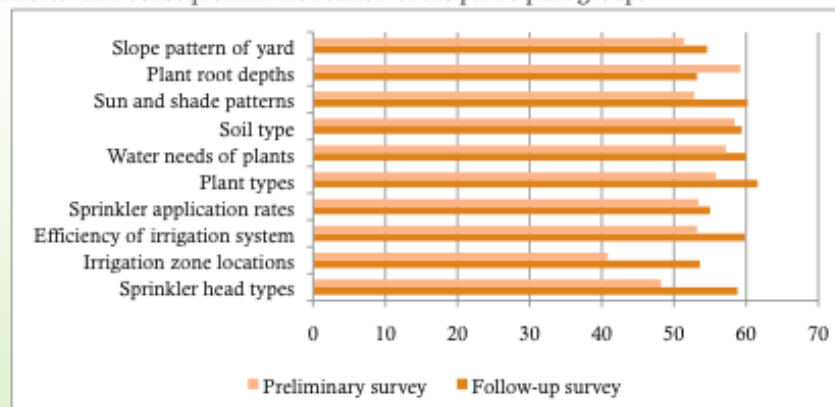 Slope pattern of yard
Plant root depths
Sun and shade patterns
Soil type
Water needs of plants
Plant types
Sprinkler application rates
Efficiency of irrigation system
Irrigation zone locations
Sprinkler head types
0 10 20 30 40 50 60 70
Preliminary survey Follow-up survey